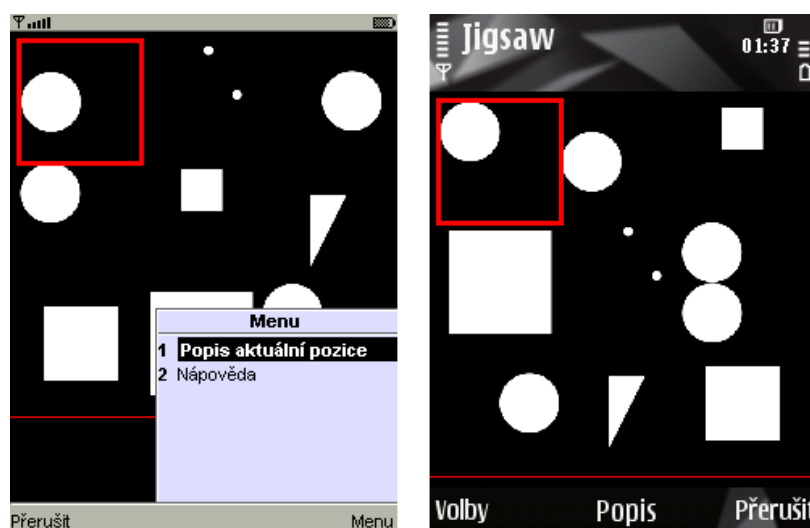 Menu
1 Popis aktuální pozice
2 Nápověda
Přerušit Menu
Jigsaw
01:37
Volby Popis Přerušit